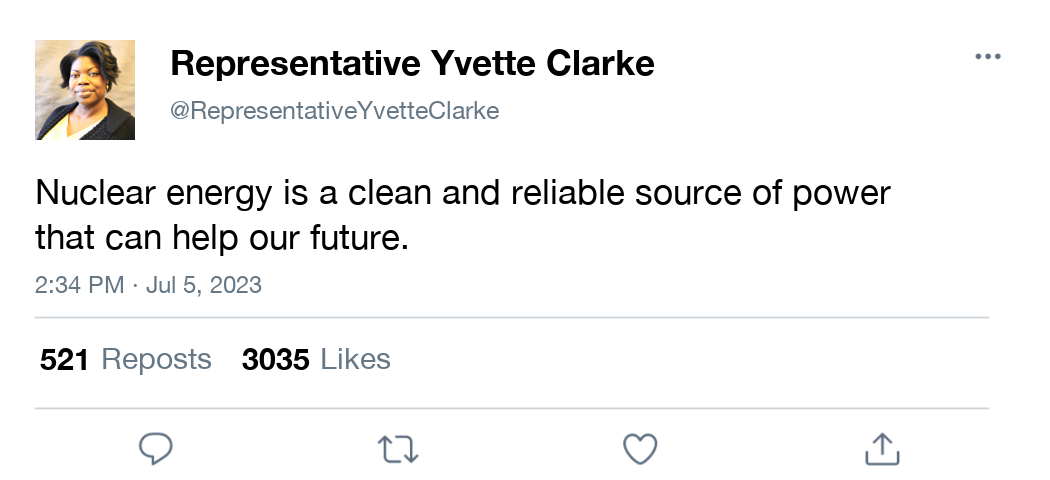 Representative Yvette Clarke
@RepresentativeYvetteClarke
Nuclear energy is a clean and reliable source of power
that can help our future.
2:34 PM · Jul 5, 2023
521 Reposts 3035 Likes